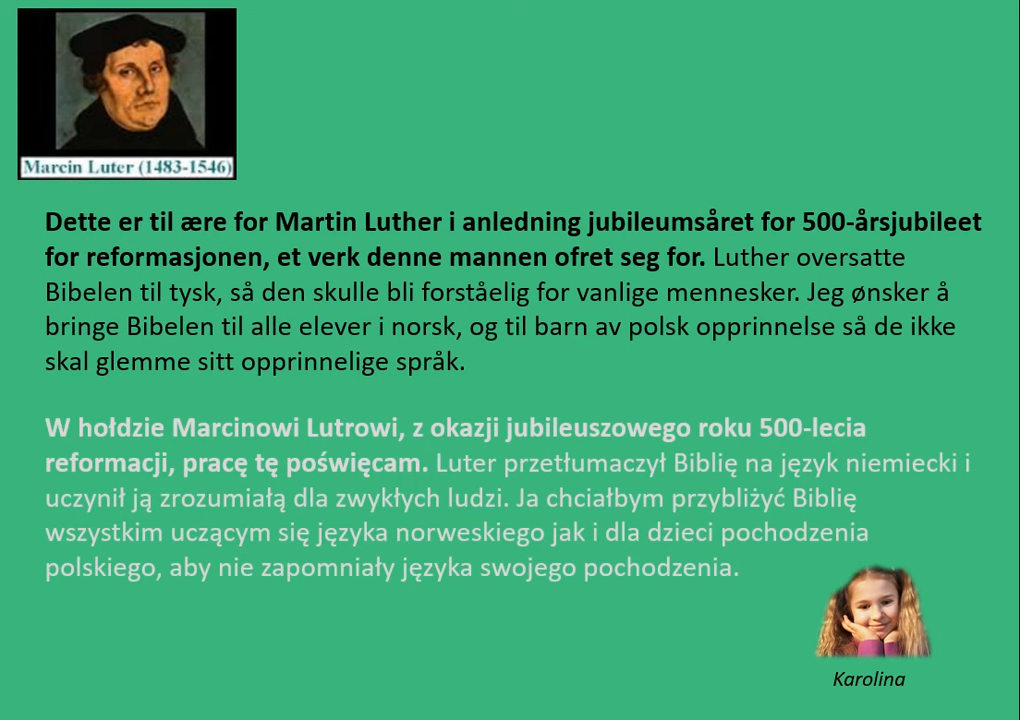 Marcin Luter (1483-1546)
Dette er til ære for Martin Luther i anledning jubileumsåret for 500-årsjubileet
for reformasjonen, et verk denne mannen ofret seg for. Luther oversatte
Bibelen til tysk, så den skulle bli forståelig for vanlige mennesker. Jeg ønsker å
bringe Bibelen til alle elever i norsk, og til barn av polsk opprinnelse så de ikke
skal glemme sitt opprinnelige språk.
W hołdzie Marcinowi Lutrowi, z okazji jubileuszowego roku 500-lecia
reformacji, pracę tę poświęcam. Luter przetłumaczył Biblię na język niemiecki i
uczynił ją zrozumiałą dla zwykłych ludzi. Ja chciałbym przybliżyć Biblię
wszystkim uczącym się języka norweskiego jak i dla dzieci pochodzenia
polskiego, aby nie zapomniały języka swojego pochodzenia.
Karolina